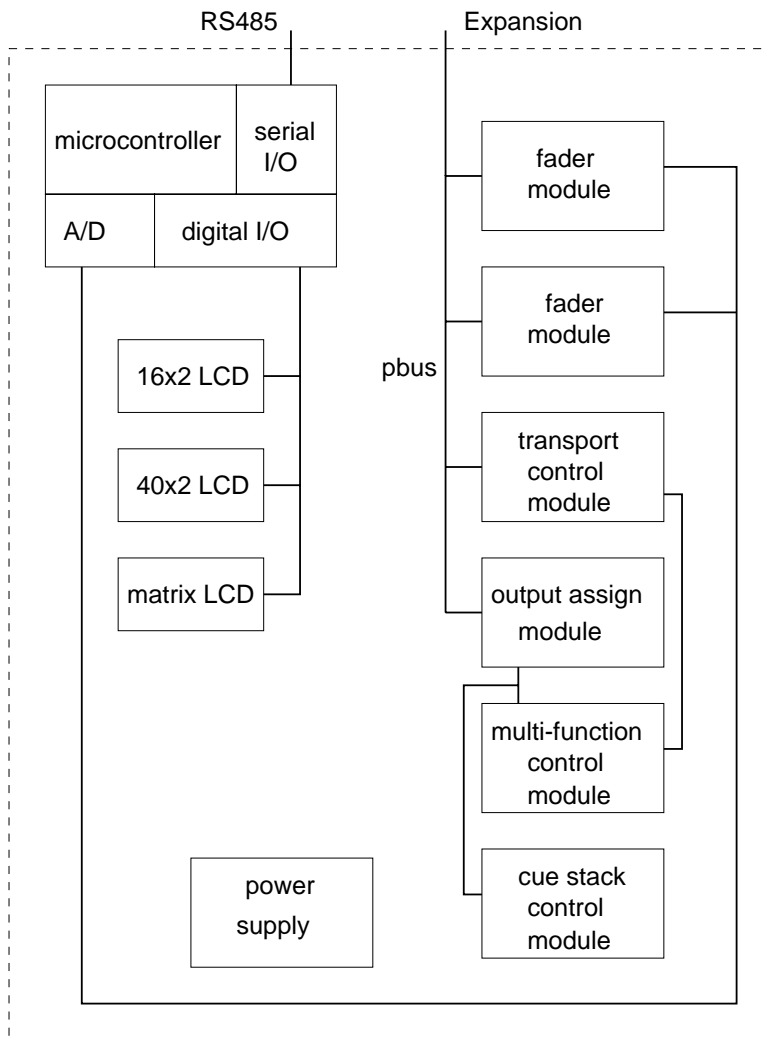 RS485
Expansion
microcontroller
serial
I/O
A/D
digital I/O
16x2 LCD
40x2 LCD
matrix LCD
power
supply
pbus
fader
module
fader
module
transport
control
module
output assign
module
multi-function
control
module
cue stack
control
module